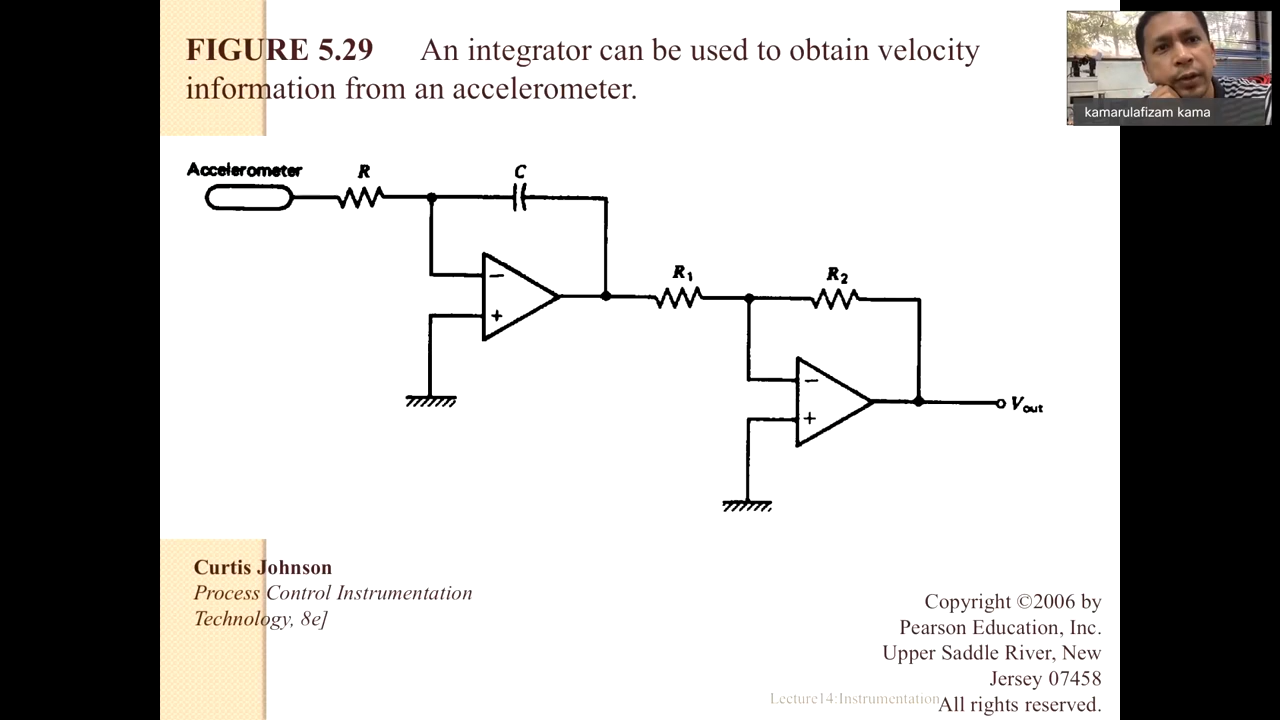 FIGURE 5.29 An integrator can be used to obtain velocity
information from an accelerometer.
kamarulafizam kama
Accelerometer
R
C
R1
R2
−
+
−
+
Vout
Curtis Johnson
Process Control Instrumentation
Technology, 8e]
Copyright ©2006 by
Pearson Education, Inc.
Upper Saddle River, New
Jersey 07458
All rights reserved.
Lecture14:Instrumentation